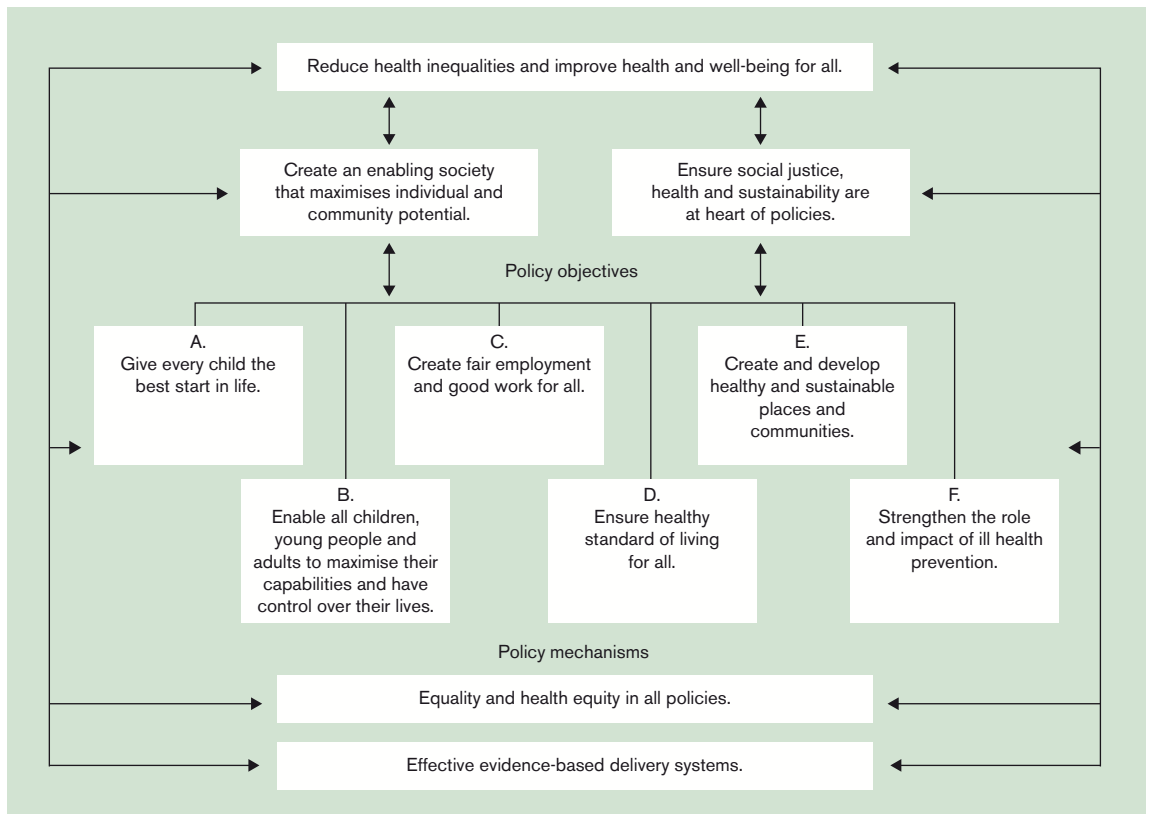 Reduce health inequalities and improve health and well-being for all.
Create an enabling society
that maximises individual and
community potential.
Ensure social justice,
health and sustainability are
at heart of policies.
Policy objectives
A.
Give every child the
best start in life.
B.
Enable all children,
young people and
adults to maximise their
capabilities and have
control over their lives.
C.
Create fair employment
and good work for all.
D.
Ensure healthy
standard of living
for all.
E.
Create and develop
healthy and sustainable
places and
communities.
F.
Strengthen the role
and impact of ill health
prevention.
Policy mechanisms
Equality and health equity in all policies.
Effective evidence-based delivery systems.